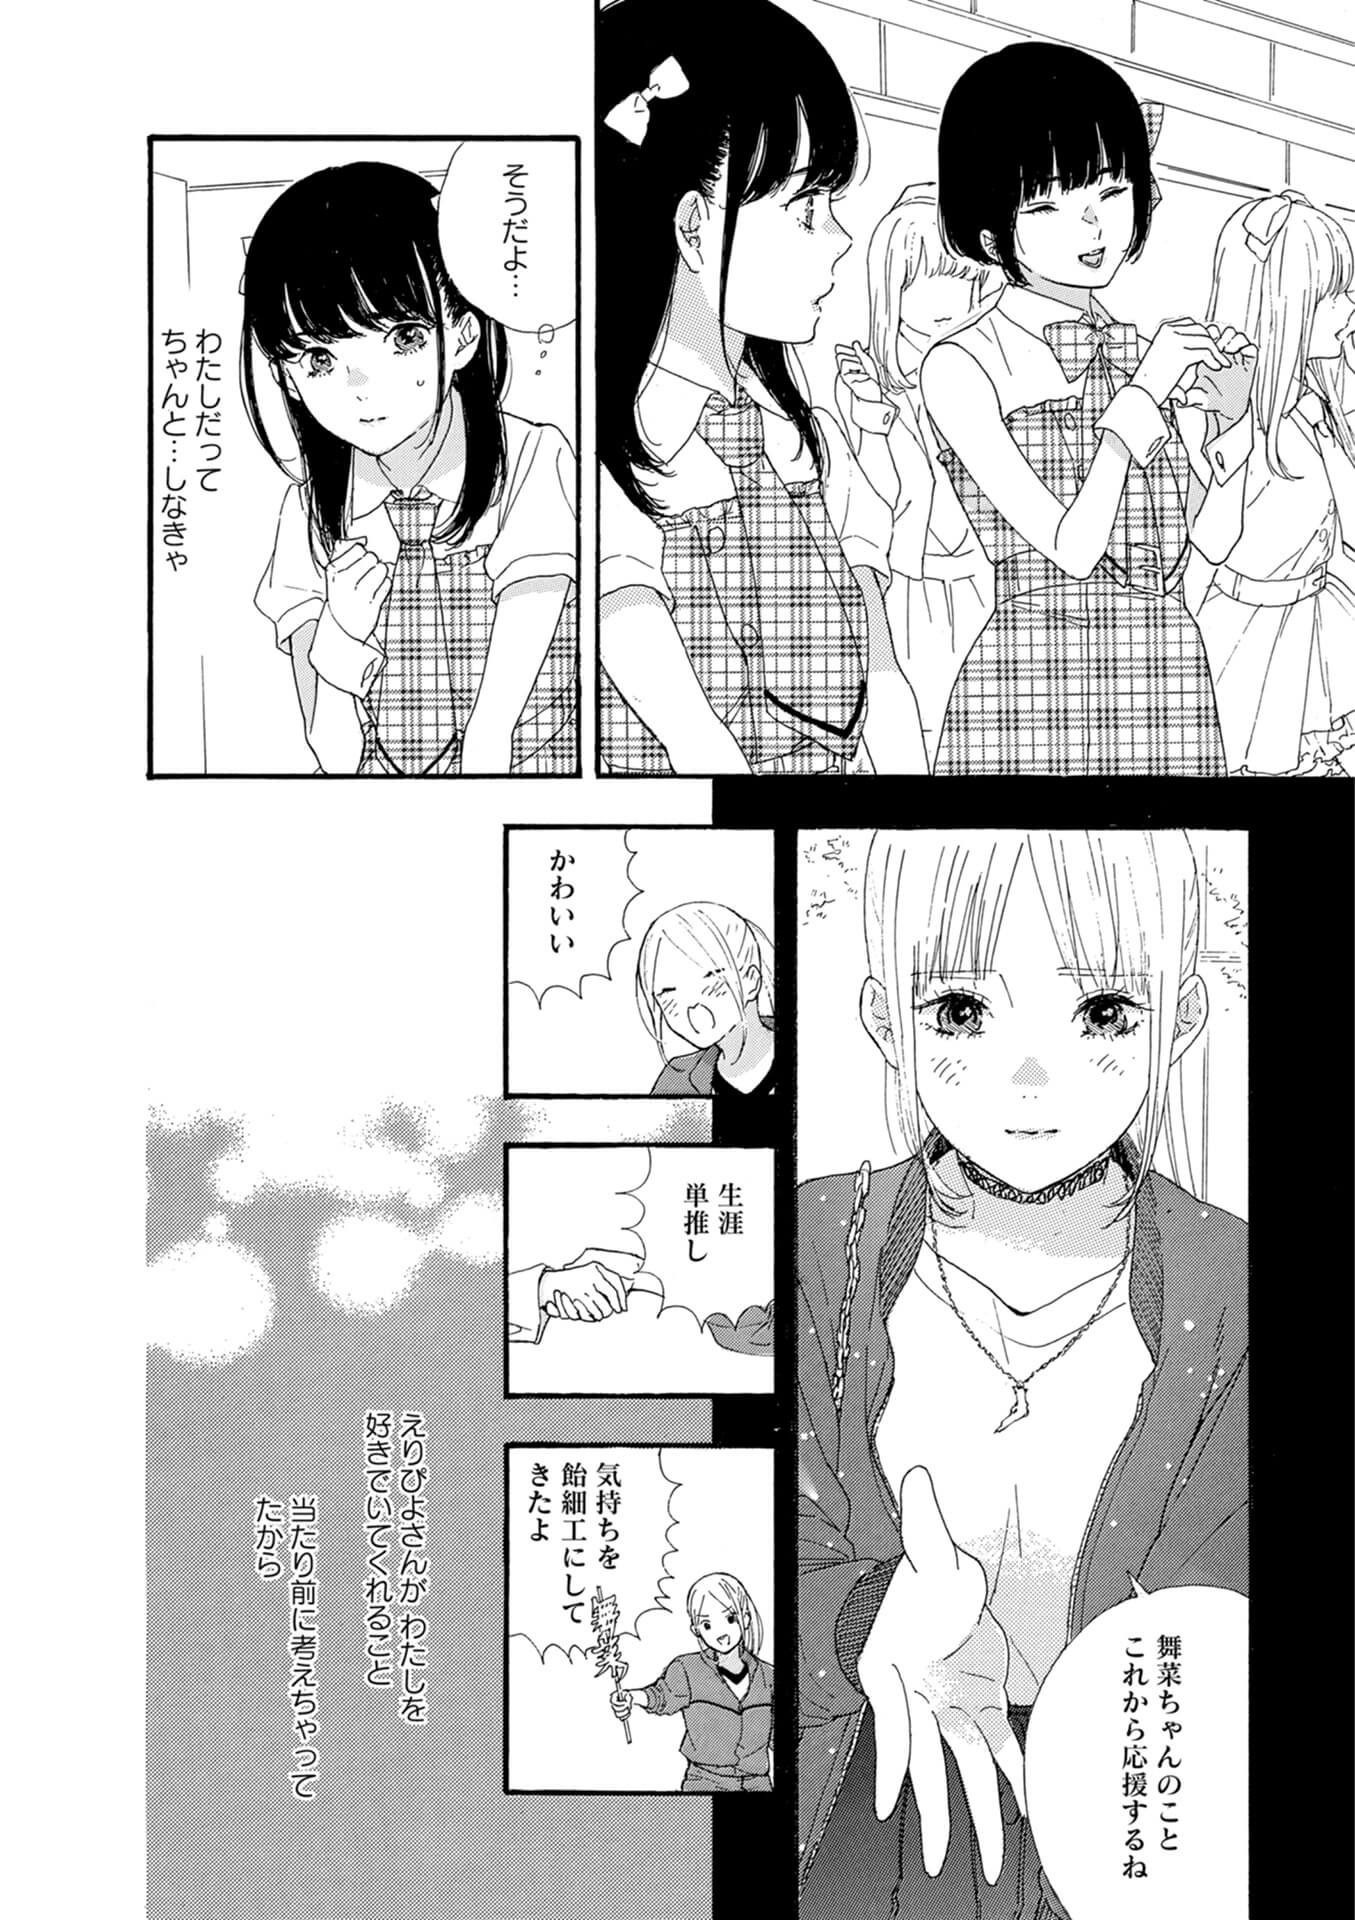 そうだよ…
わたしだって
ちゃんと…しなきゃ
舞菜ちゃんのこと
これから応援するね
かわいい
生涯
単推し
気持ちを
飴細工にして
きたよ
えりぴよさんが わたしを
好きでいてくれること
当たり前に考えちゃって
たから